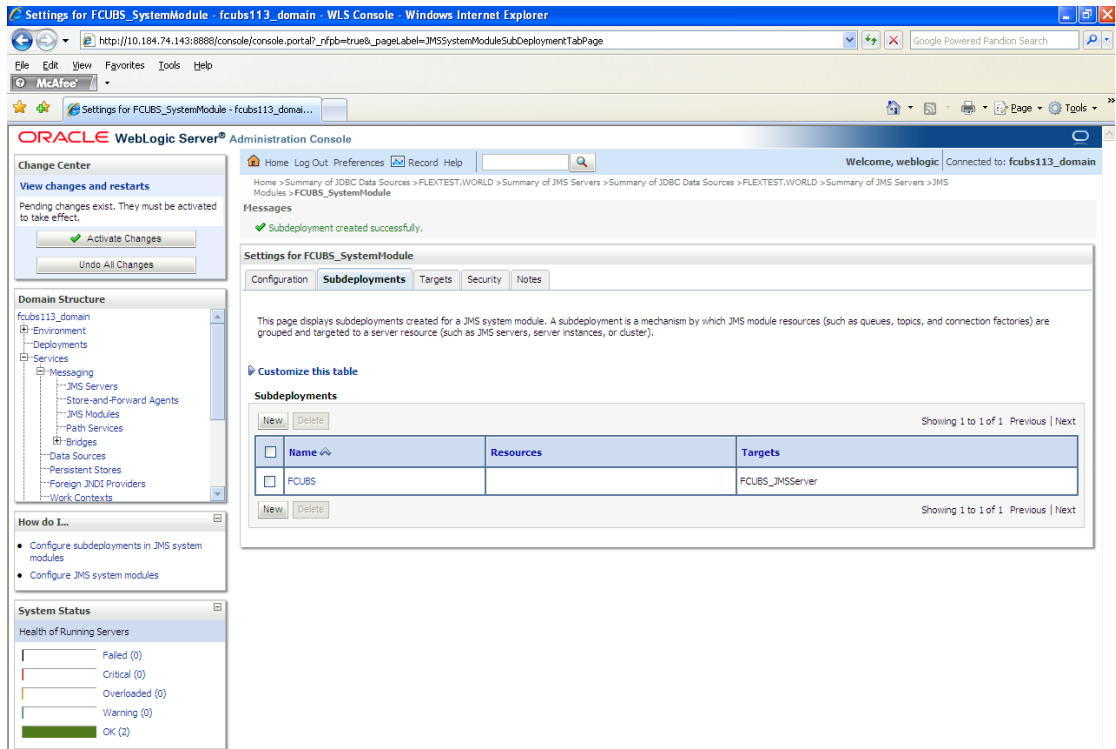 Settings for FCUBS_SystemModule - fcubs113_domain - WLS Console - Windows Internet Explorer
http://10.184.74.143:8888/console/console.portal?_nfpb=true&_pageLabel=JMSSystemModuleSubDeploymentTabPage
Google Powered Pandion Search
File Edit View Favorites Tools Help
McAfee
Settings for FCUBS_SystemModule - fcubs113_domai...
Page Tools
ORACLE WebLogic Server® Administration Console
Change Center
View changes and restarts
Pending changes exist. They must be activated
to take effect.
Activate Changes
Undo All Changes
Domain Structure
fcubs113_domain
Environment
Deployments
Services
Messaging
JMS Servers
Store-and-Forward Agents
JMS Modules
Path Services
Bridges
Data Sources
Persistent Stores
Foreign JNDI Providers
Work Contexts
How do I...
Configure subdeployments in JMS system
modules
Configure JMS system modules
System Status
Health of Running Servers
Failed (0)
Critical (0)
Overloaded (0)
Warning (0)
OK (2)
Home Log Out Preferences Record Help
Welcome, weblogic Connected to: fcubs113_domain
Home >Summary of JDBC Data Sources >FLEXTEST.WORLD >Summary of JMS Servers >Summary of JDBC Data Sources >FLEXTEST.WORLD >Summary of JMS Servers >JMS
Modules >FCUBS_SystemModule
Messages
Subdeployment created successfully.
Settings for FCUBS_SystemModule
Configuration Subdeployments Targets Security Notes
This page displays subdeployments created for a JMS system module. A subdeployment is a mechanism by which JMS module resources (such as queues, topics, and connection factories) are
grouped and targeted to a server resource (such as JMS servers, server instances, or cluster).
Customize this table
Subdeployments
New Delete Showing 1 to 1 of 1 Previous | Next
Name Resources Targets
FCUBS FCUBS_JMSServer
New Delete Showing 1 to 1 of 1 Previous | Next